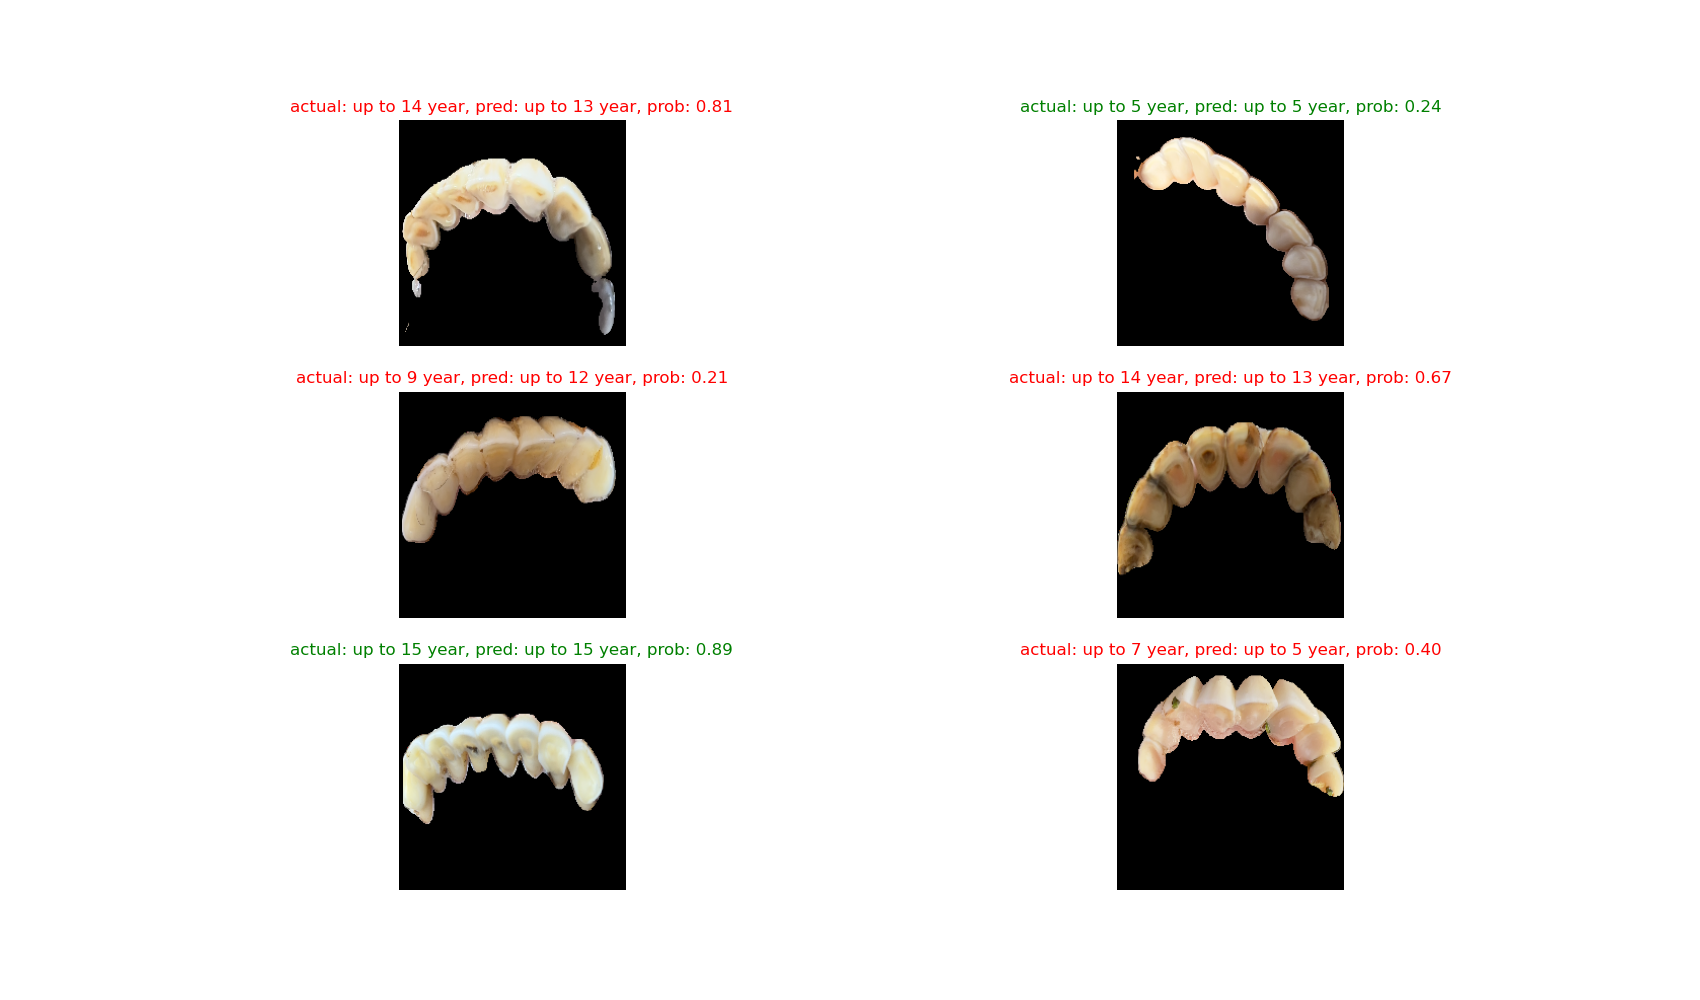 actual: up to 14 year, pred: up to 13 year, prob: 0.81
actual: up to 5 year, pred: up to 5 year, prob: 0.24
actual: up to 9 year, pred: up to 12 year, prob: 0.21
actual: up to 14 year, pred: up to 13 year, prob: 0.67
actual: up to 15 year, pred: up to 15 year, prob: 0.89
actual: up to 7 year, pred: up to 5 year, prob: 0.40